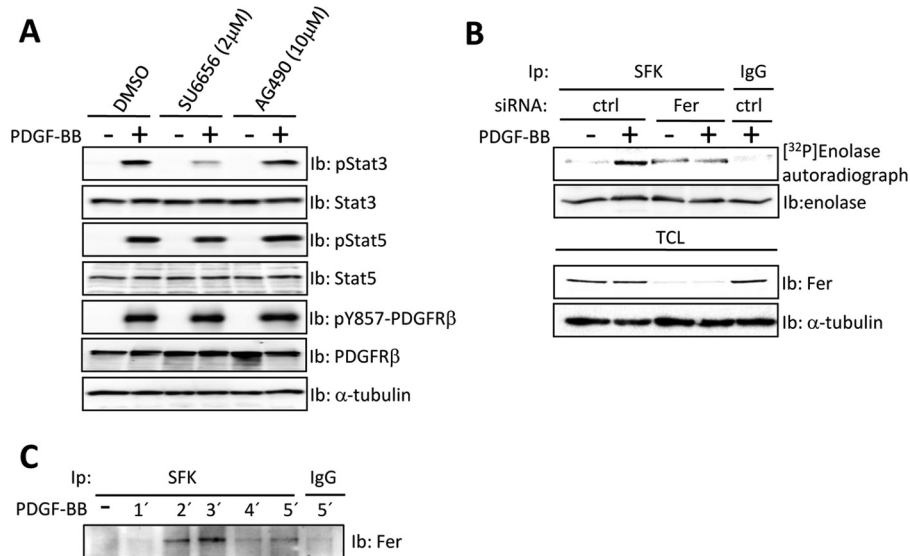 A
DMSO
SU6656 (2μM)
AG490 (10μM)
PDGF-BB - + - + - +
Ib: pStat3
Ib: Stat3
Ib: pStat5
Ib: Stat5
Ib: pY857-PDGFRβ
Ib: PDGFRβ
Ib: α-tubulin
B
Ip: SFK IgG
siRNA: ctrl Fer ctrl
PDGF-BB - + - + +
[³²P]Enolase
autoradiograph
Ib:enolase
TCL
Ib: Fer
Ib: α-tubulin
C
Ip: SFK IgG
PDGF-BB - 1´ 2´ 3´ 4´ 5´ 5´
Ib: Fer